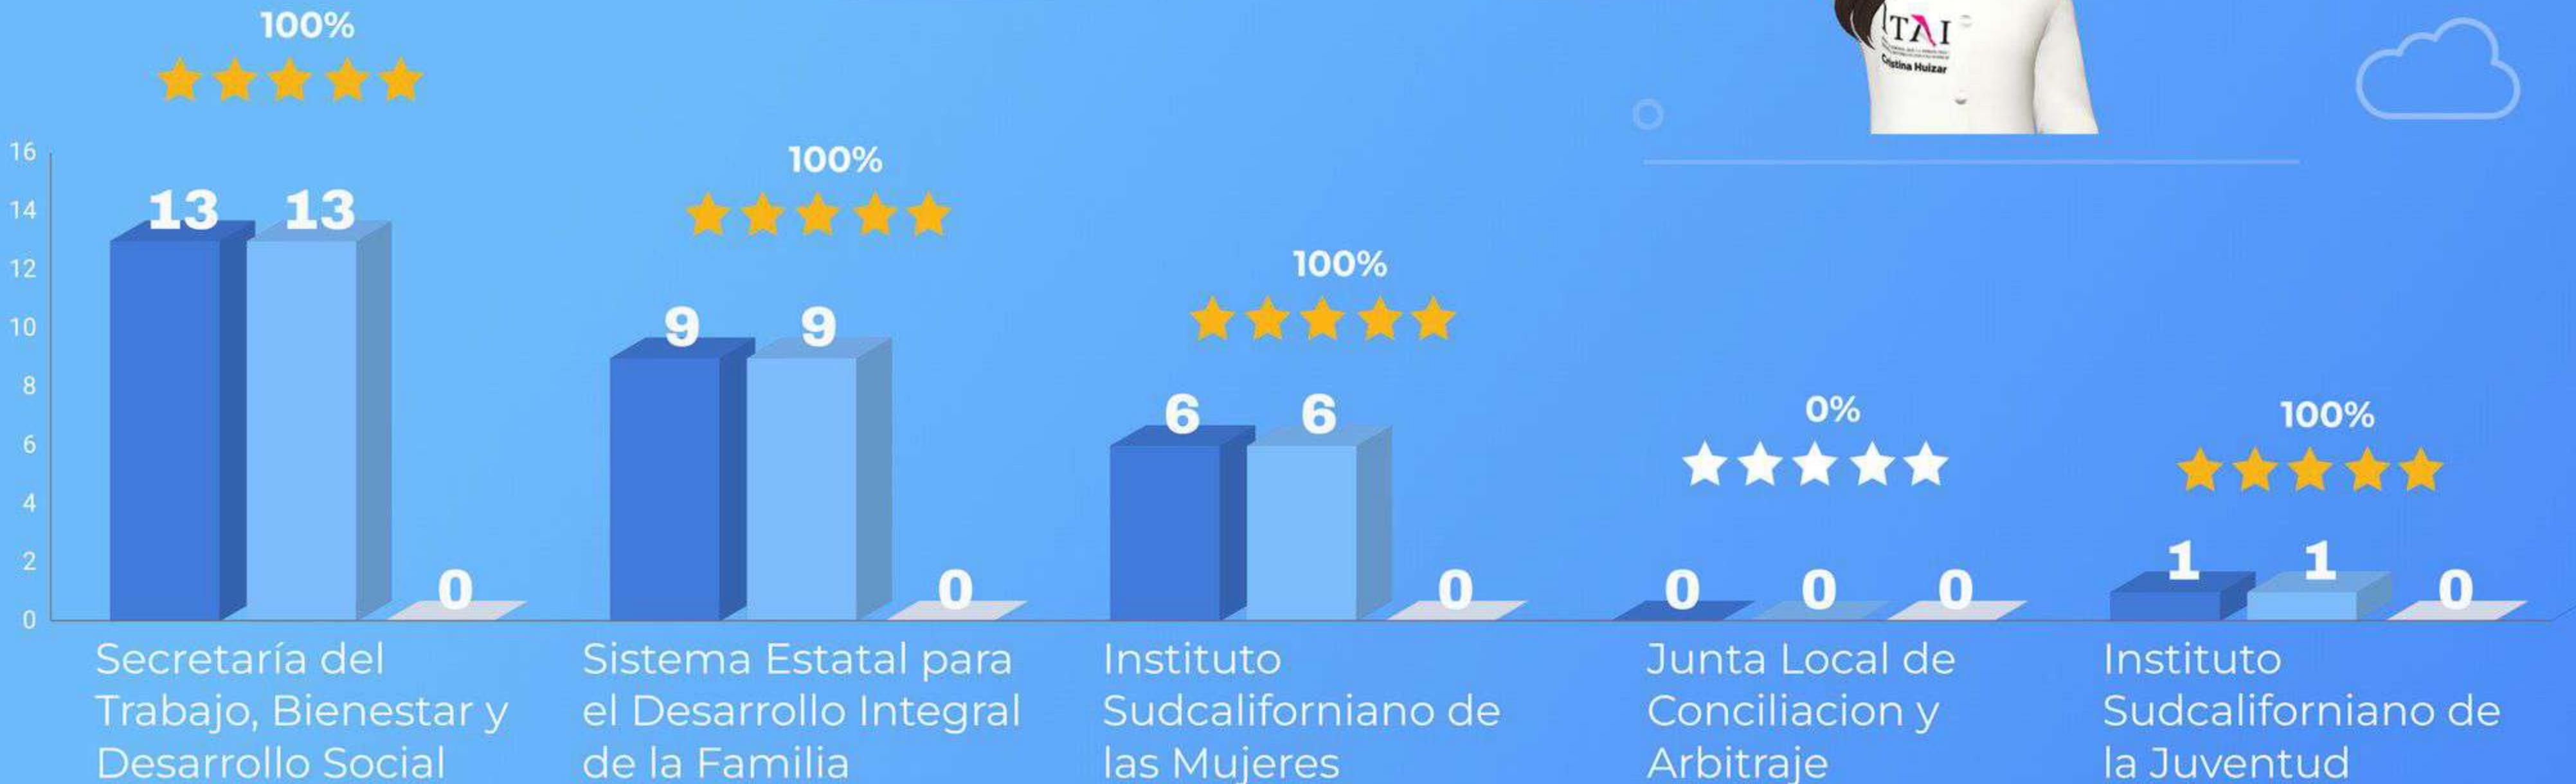 100%
ITAI
Cristina Huizar
16
14
12
10
8
6
4
2
0
13 13 0
100%
9 9 0
100%
6 6 0
0%
0 0 0
100%
1 1 0
Secretaría del
Trabajo, Bienestar y
Desarrollo Social
Sistema Estatal para
el Desarrollo Integral
de la Familia
Instituto
Sudcaliforniano de
las Mujeres
Junta Local de
Conciliacion y
Arbitraje
Instituto
Sudcaliforniano de
la Juventud